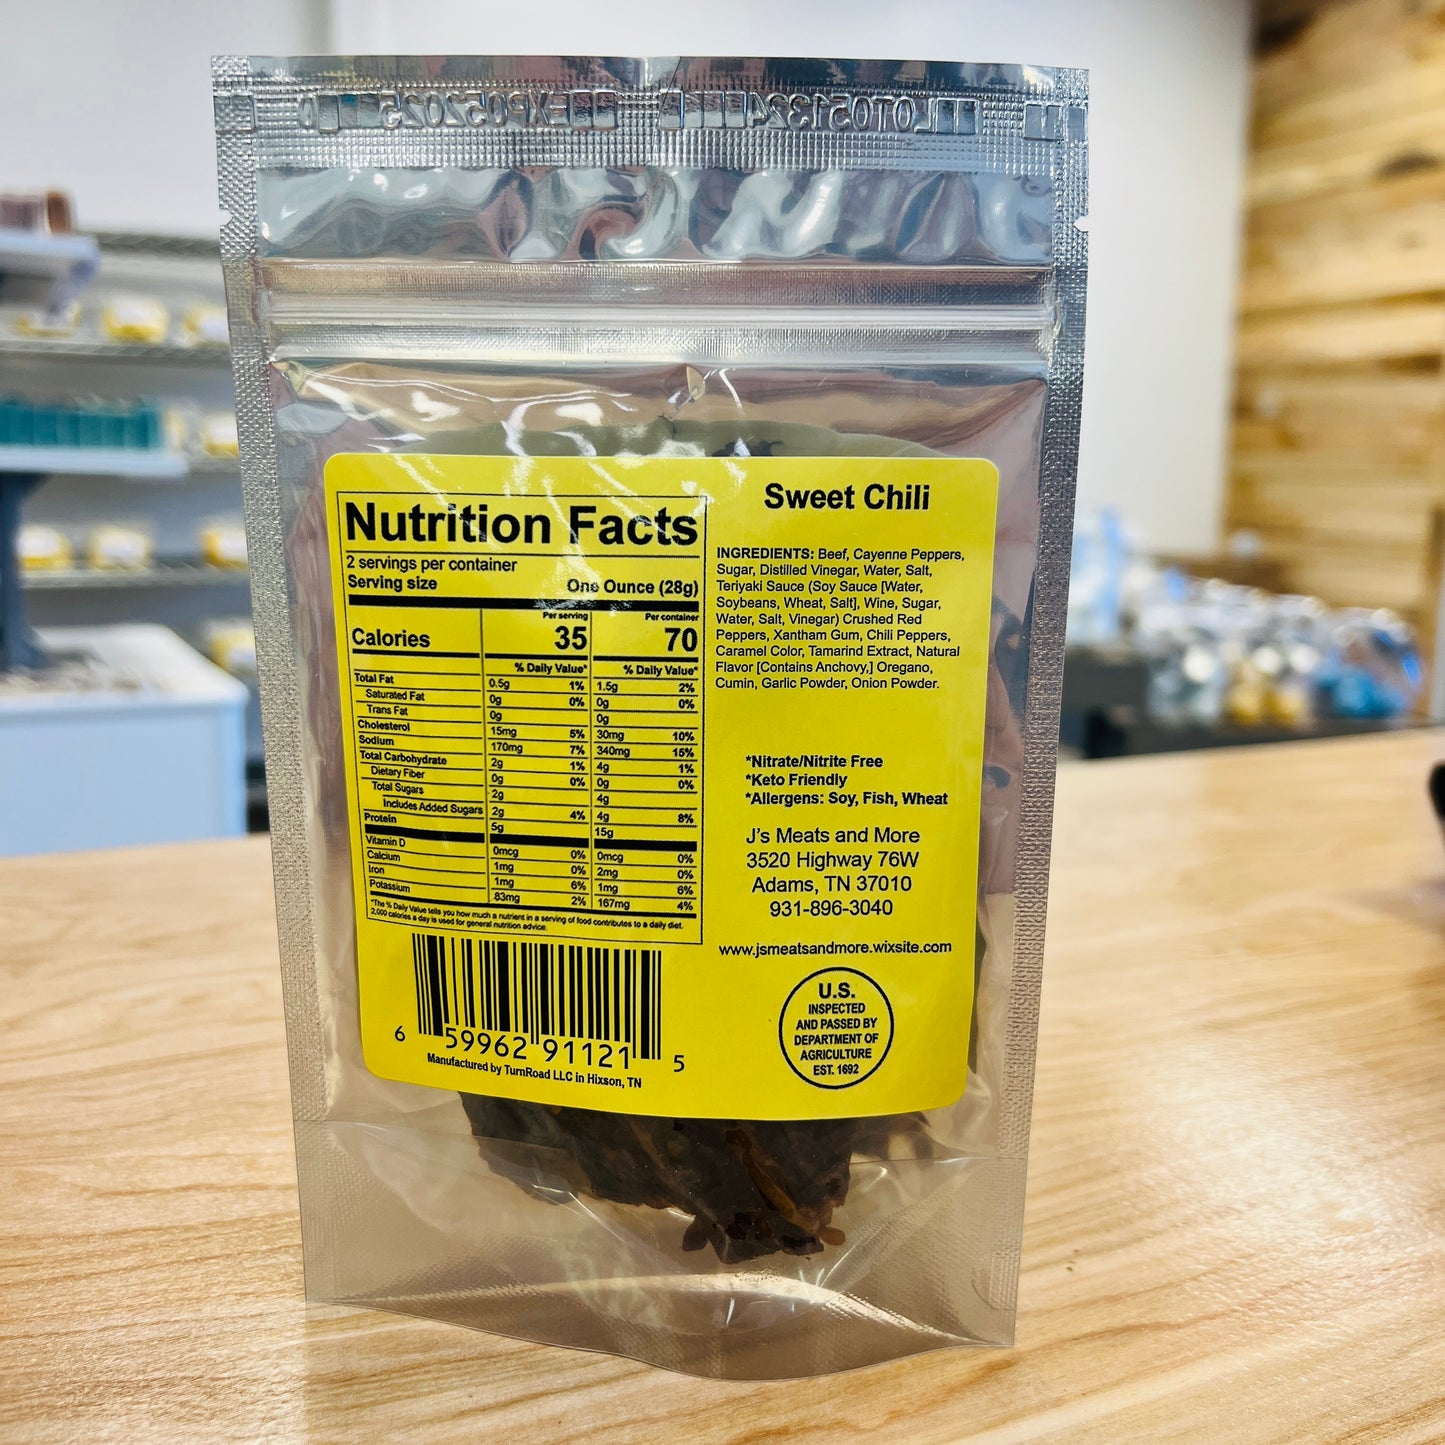 LOT051324 EXP052025
Nutrition Facts
2 servings per container
Serving size One Ounce (28g)
Per serving Per container
Calories 35 70
% Daily Value* % Daily Value*
Total Fat 0.5g 1% 1.5g 2%
Saturated Fat 0g 0% 0g 0%
Trans Fat 0g 0g
Cholesterol 15mg 5% 30mg 10%
Sodium 170mg 7% 340mg 15%
Total Carbohydrate 2g 1% 4g 1%
Dietary Fiber 0g 0% 0g 0%
Total Sugars 2g 4g
Includes Added Sugars 2g 4% 4g 8%
Protein 5g 15g
Vitamin D 0mcg 0% 0mcg 0%
Calcium 1mg 0% 2mg 0%
Iron 1mg 6% 1mg 6%
Potassium 83mg 2% 167mg 4%
*The % Daily Value tells you how much a nutrient in a serving of food contributes to a daily diet.
2,000 calories a day is used for general nutrition advice.
6 59962 91121 5
Manufactured by TurnRoad LLC in Hixson, TN
Sweet Chili
INGREDIENTS: Beef, Cayenne Peppers,
Sugar, Distilled Vinegar, Water, Salt,
Teriyaki Sauce (Soy Sauce [Water,
Soybeans, Wheat, Salt], Wine, Sugar,
Water, Salt, Vinegar) Crushed Red
Peppers, Xantham Gum, Chili Peppers,
Caramel Color, Tamarind Extract, Natural
Flavor [Contains Anchovy,] Oregano,
Cumin, Garlic Powder, Onion Powder.
*Nitrate/Nitrite Free
*Keto Friendly
*Allergens: Soy, Fish, Wheat
J's Meats and More
3520 Highway 76W
Adams, TN 37010
931-896-3040
www.jsmeatsandmore.wixsite.com
U.S.
INSPECTED
AND PASSED BY
DEPARTMENT OF
AGRICULTURE
EST. 1692